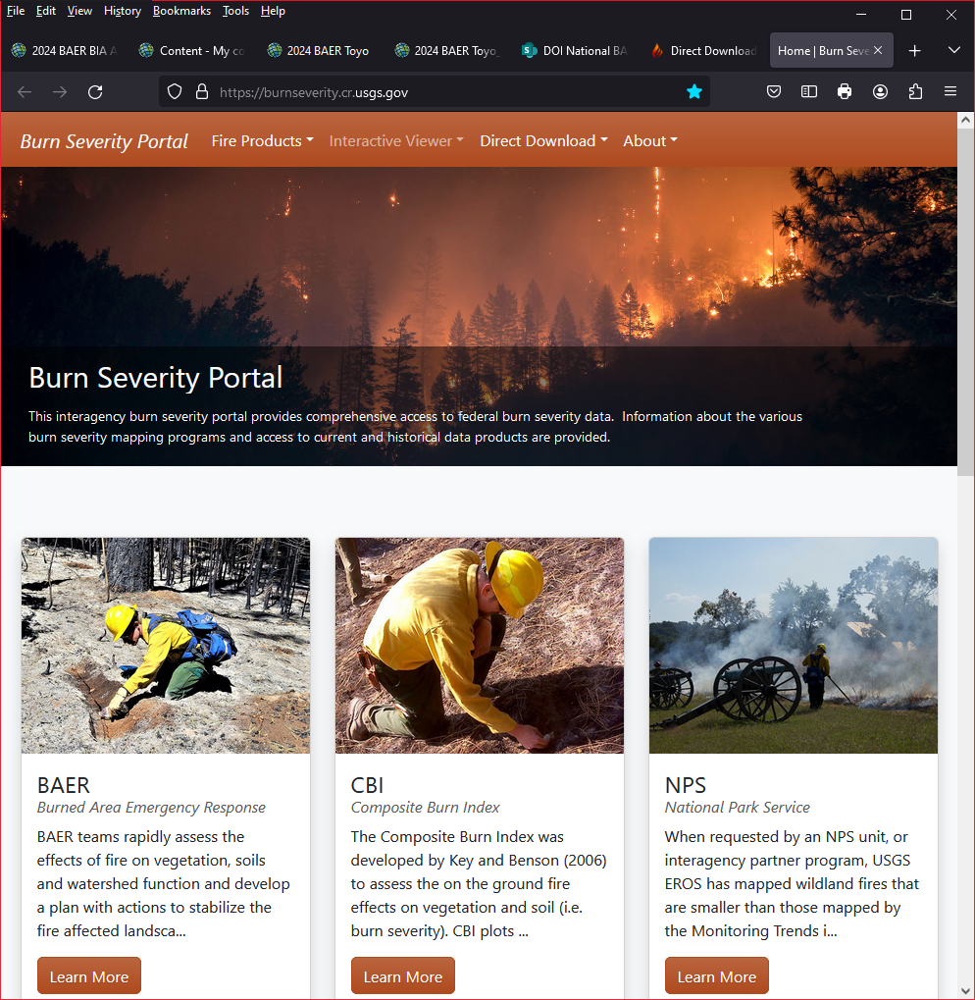 File Edit View History Bookmarks Tools Help
2024 BAER BIA Content - My co 2024 BAER Toyo 2024 BAER Toyo_ DOI National BA Direct Download Home | Burn Seve
https://burnseverity.cr.usgs.gov
Burn Severity Portal Fire Products Interactive Viewer Direct Download About
Burn Severity Portal
This interagency burn severity portal provides comprehensive access to federal burn severity data. Information about the various
burn severity mapping programs and access to current and historical data products are provided.
BAER
Burned Area Emergency Response
BAER teams rapidly assess the
effects of fire on vegetation, soils
and watershed function and develop
a plan with actions to stabilize the
fire affected landsca...
Learn More
CBI
Composite Burn Index
The Composite Burn Index was
developed by Key and Benson (2006)
to assess the on the ground fire
effects on vegetation and soil (i.e.
burn severity). CBI plots ...
Learn More
NPS
National Park Service
When requested by an NPS unit, or
interagency partner program, USGS
EROS has mapped wildland fires that
are smaller than those mapped by
the Monitoring Trends i...
Learn More